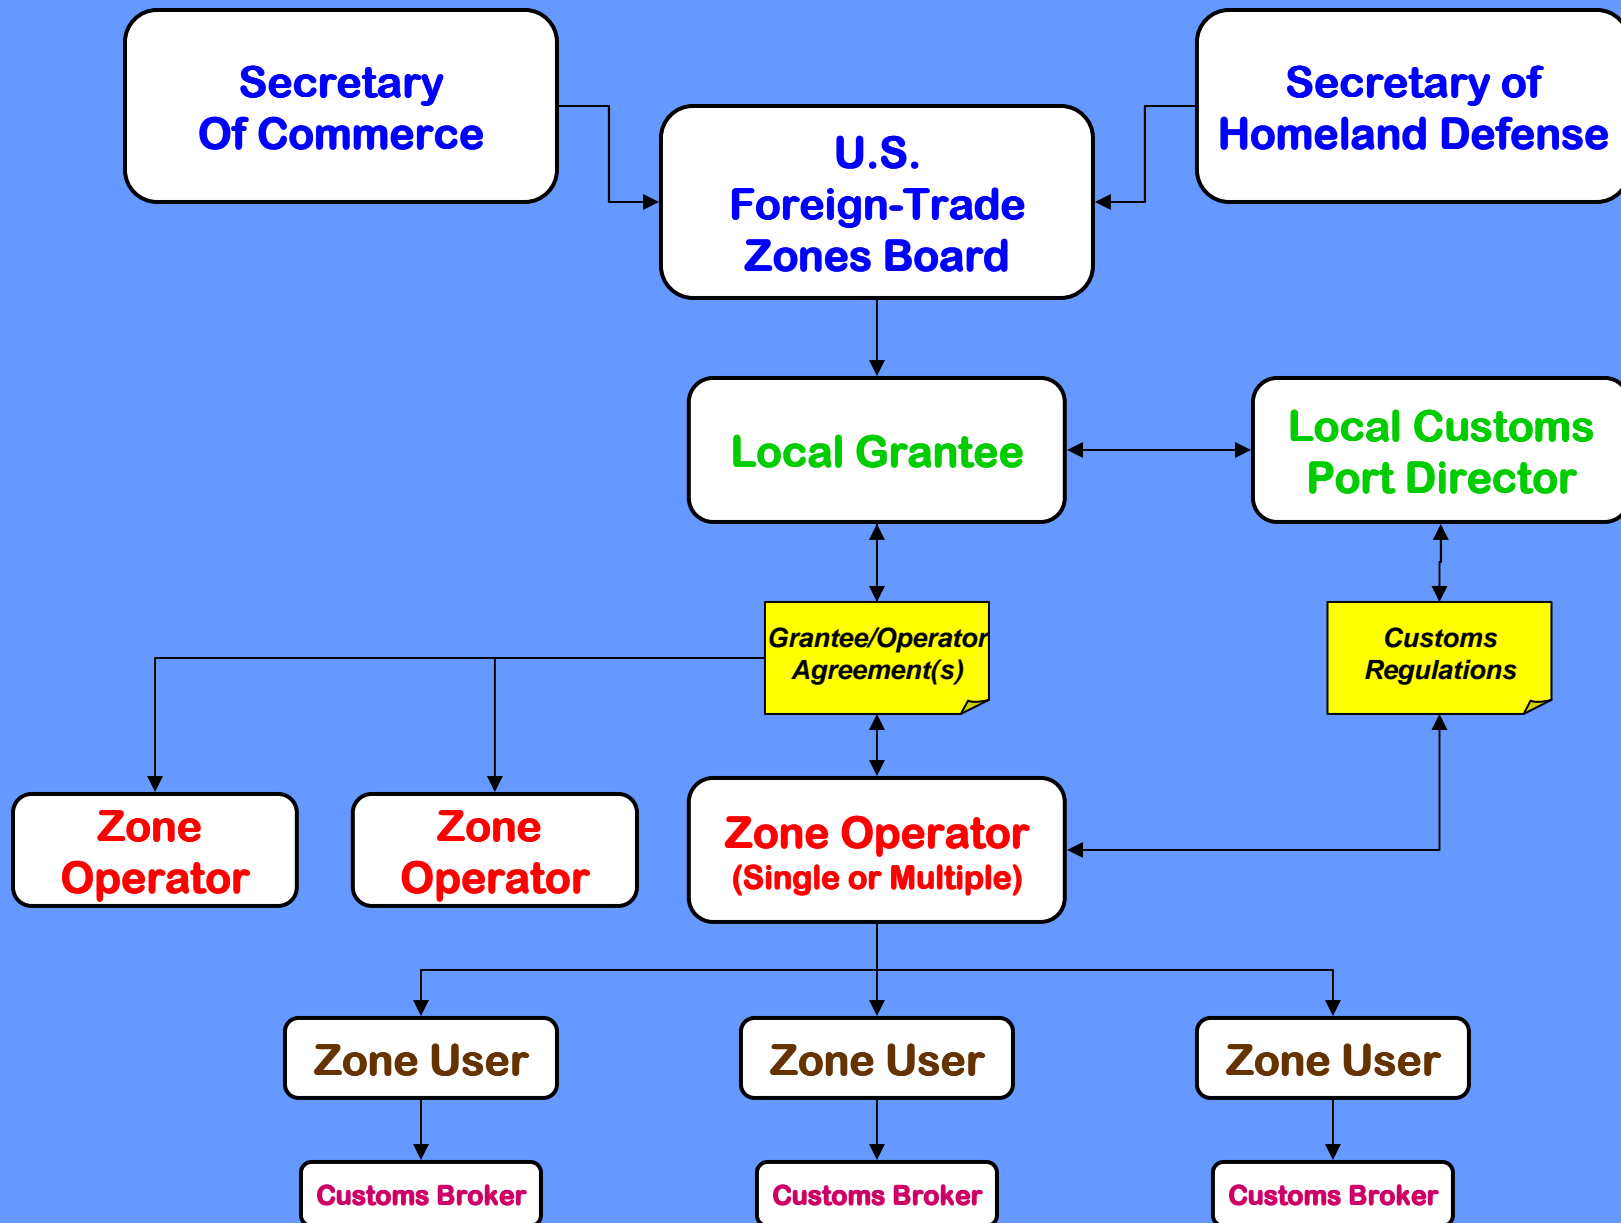 Secretary
Of Commerce
Secretary of
Homeland Defense
U.S.
Foreign-Trade
Zones Board
Local Grantee
Local Customs
Port Director
Grantee/Operator
Agreement(s)
Customs
Regulations
Zone
Operator
Zone
Operator
Zone Operator
(Single or Multiple)
Zone User
Zone User
Zone User
Customs Broker
Customs Broker
Customs Broker